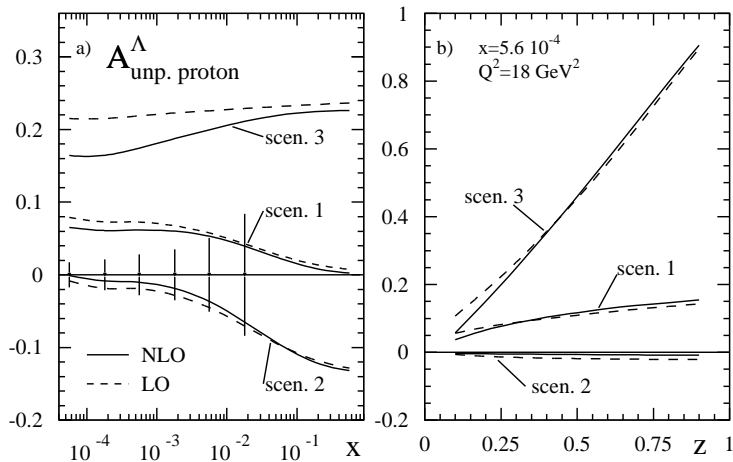 a)
A^Λ_unp. proton
0.3
0.2
0.1
0
-0.1
-0.2
scen. 3
scen. 1
scen. 2
NLO
LO
10^-4
10^-3
10^-2
10^-1
x
b)
x=5.6 10^-4
Q^2=18 GeV^2
1
0.8
0.6
0.4
0.2
0
-0.2
scen. 3
scen. 1
scen. 2
0
0.25
0.5
0.75
1
z